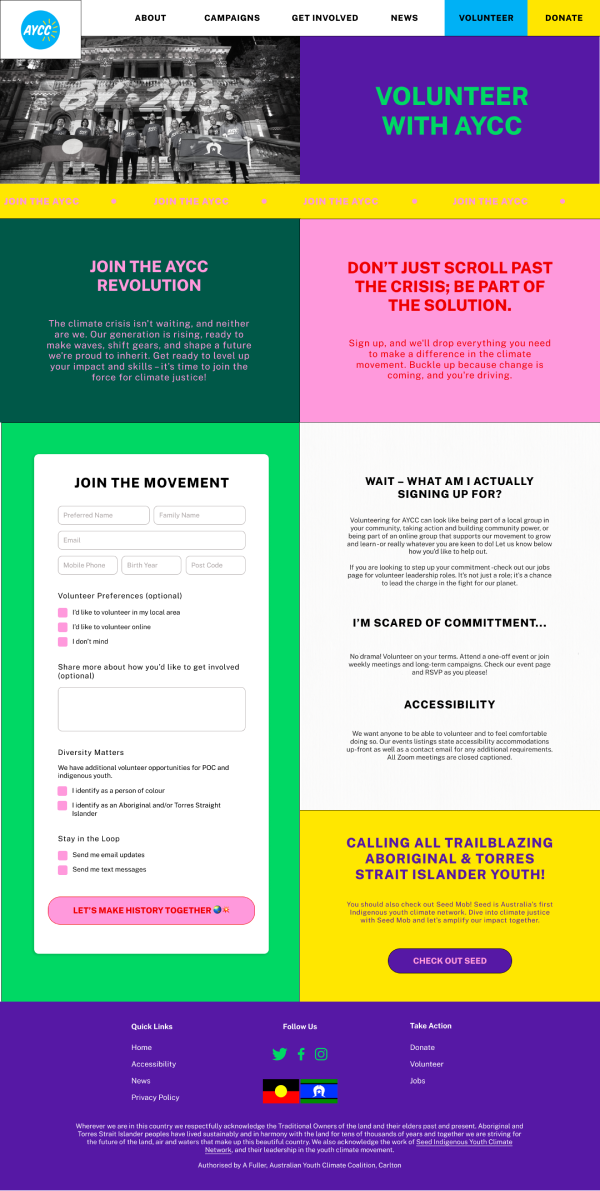 AYCC
ABOUT
CAMPAIGNS
GET INVOLVED
NEWS
VOLUNTEER
DONATE
VOLUNTEER
WITH AYCC
JOIN THE AYCC
JOIN THE AYCC
JOIN THE AYCC
JOIN THE AYCC
JOIN THE AYCC
REVOLUTION
The climate crisis isn't waiting, and neither
are we. Our generation is rising, ready to
make waves, shift gears, and shape a future
we're proud to inherit. Get ready to level up
your impact and skills – it's time to join the
force for climate justice!
DON'T JUST SCROLL PAST
THE CRISIS; BE PART OF
THE SOLUTION.
Sign up, and we'll drop everything you need
to make a difference in the climate
movement. Buckle up because change is
coming, and you're driving.
JOIN THE MOVEMENT
Preferred Name
Family Name
Email
Mobile Phone
Birth Year
Post Code
Volunteer Preferences (optional)
I'd like to volunteer in my local area
I'd like to volunteer online
I don't mind
Share more about how you'd like to get involved
(optional)
Diversity Matters
We have additional volunteer opportunities for POC and
indigenous youth.
I identify as a person of colour
I identify as an Aboriginal and/or Torres Straight
Islander
Stay in the Loop
Send me email updates
Send me text messages
LET'S MAKE HISTORY TOGETHER 🌏💥
WAIT – WHAT AM I ACTUALLY
SIGNING UP FOR?
Volunteering for AYCC can look like being part of a local group in
your community, taking action and building community power, or
being part of an online group that supports our movement to grow
and learn - or really whatever you are keen to do! Let us know below
how you'd like to help out.
If you are looking to step up your commitment - check out our jobs
page for volunteer leadership roles. It's not just a role; it's a chance
to lead the charge in the fight for our planet.
I'M SCARED OF COMMITTMENT...
No drama! Volunteer on your terms. Attend a one-off event or join
weekly meetings and long-term campaigns. Check our event page
and RSVP as you please!
ACCESSIBILITY
We want anyone to be able to volunteer and to feel comfortable
doing so. Our events listings state accessibility accommodations
up-front as well as a contact email for any additional requirements.
All Zoom meetings are closed captioned.
CALLING ALL TRAILBLAZING
ABORIGINAL & TORRES
STRAIT ISLANDER YOUTH!
You should also check out Seed Mob! Seed is Australia's first
Indigenous youth climate network. Dive into climate justice
with Seed Mob and let's amplify our impact together.
CHECK OUT SEED
Quick Links
Home
Accessibility
News
Privacy Policy
Follow Us
Take Action
Donate
Volunteer
Jobs
Wherever we are in this country we respectfully acknowledge the Traditional Owners of the land and their elders past and present. Aboriginal and
Torres Strait Islander peoples have lived sustainably and in harmony with the land for tens of thousands of years and together we are striving for
the future of the land, air and waters that make up this beautiful country. We also acknowledge the work of Seed Indigenous Youth Climate
Network, and their leadership in the youth climate movement.
Authorised by A Fuller, Australian Youth Climate Coalition, Carlton